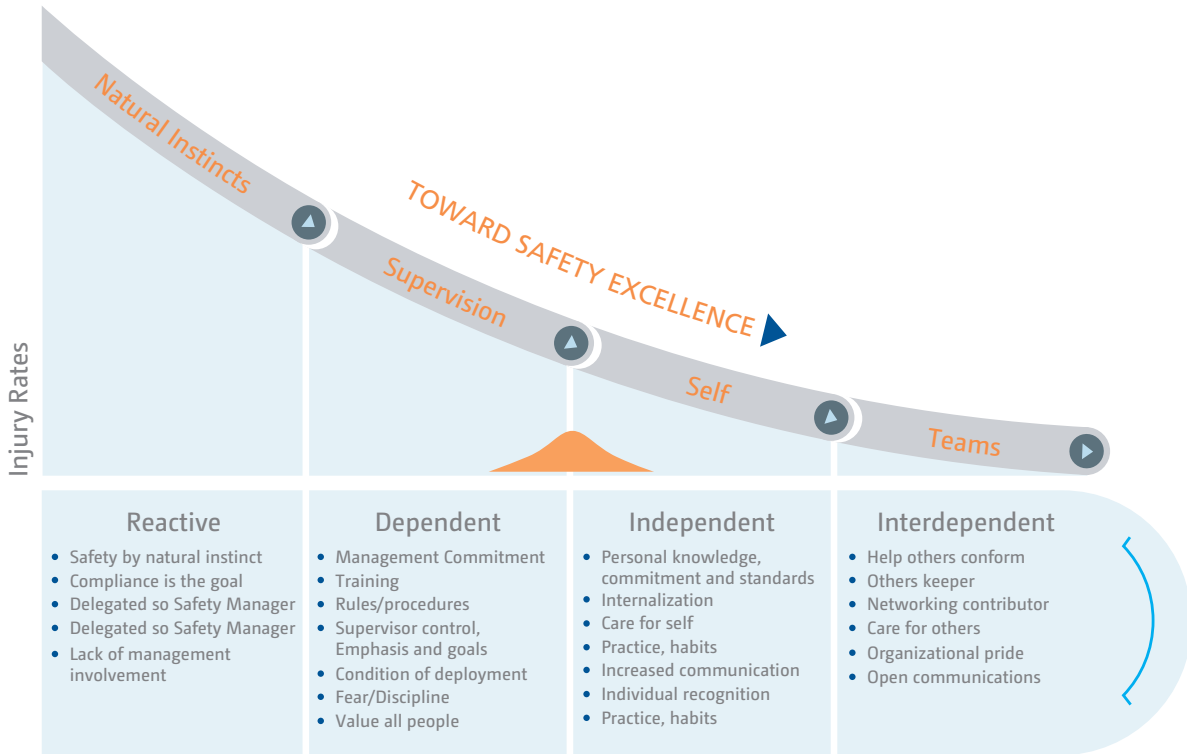 Natural Instincts
TOWARD SAFETY EXCELLENCE
Supervision
Self
Teams
Injury Rates
Reactive
Safety by natural instinct
Compliance is the goal
Delegated so Safety Manager
Delegated so Safety Manager
Lack of management
involvement
Dependent
Management Commitment
Training
Rules/procedures
Supervisor control,
Emphasis and goals
Condition of deployment
Fear/Discipline
Value all people
Independent
Personal knowledge,
commitment and standards
Internalization
Care for self
Practice, habits
Increased communication
Individual recognition
Practice, habits
Interdependent
Help others conform
Others keeper
Networking contributor
Care for others
Organizational pride
Open communications